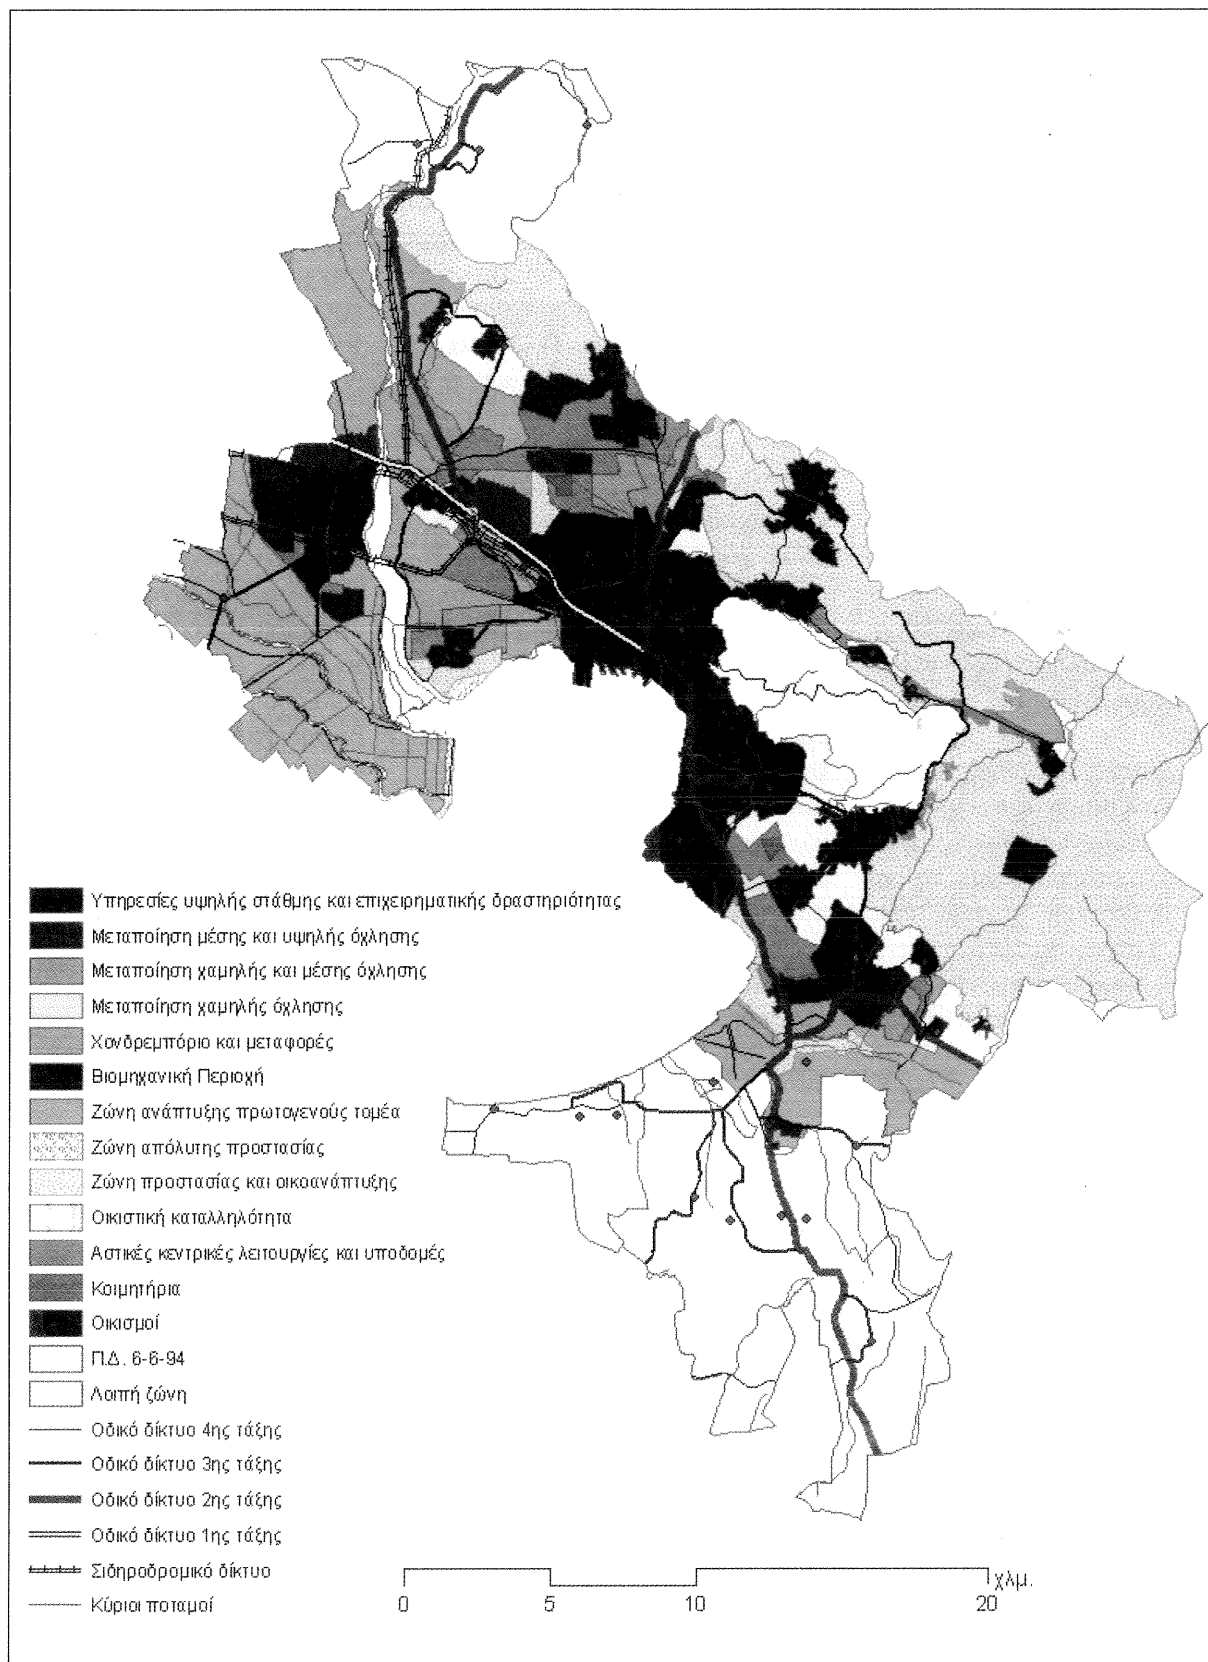 Υπηρεσίες υψηλής στάθμης και επιχειρηματικής δραστηριότητας
Μεταποίηση μέσης και υψηλής όχλησης
Μεταποίηση χαμηλής και μέσης όχλησης
Μεταποίηση χαμηλής όχλησης
Χονδρεμπόριο και μεταφορές
Βιομηχανική Περιοχή
Ζώνη ανάπτυξης πρωτογενούς τομέα
Ζώνη απόλυτης προστασίας
Ζώνη προστασίας και οικοανάπτυξης
Οικιστική καταλληλότητα
Αστικές κεντρικές λειτουργίες και υποδομές
Κοιμητήρια
Οικισμοί
Π.Δ. 6-6-94
Λοιπή ζώνη
Οδικό δίκτυο 4ης τάξης
Οδικό δίκτυο 3ης τάξης
Οδικό δίκτυο 2ης τάξης
Οδικό δίκτυο 1ης τάξης
Σιδηροδρομικό δίκτυο
Κύριοι ποταμοί
χλμ.
0 5 10 20